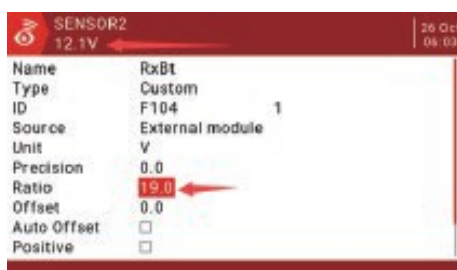 SENSOR2
12.1V
26 Oc
06:03
Name RxBt
Type Custom
ID F104 1
Source External module
Unit V
Precision 0.0
Ratio 19.0
Offset 0.0
Auto Offset
Positive